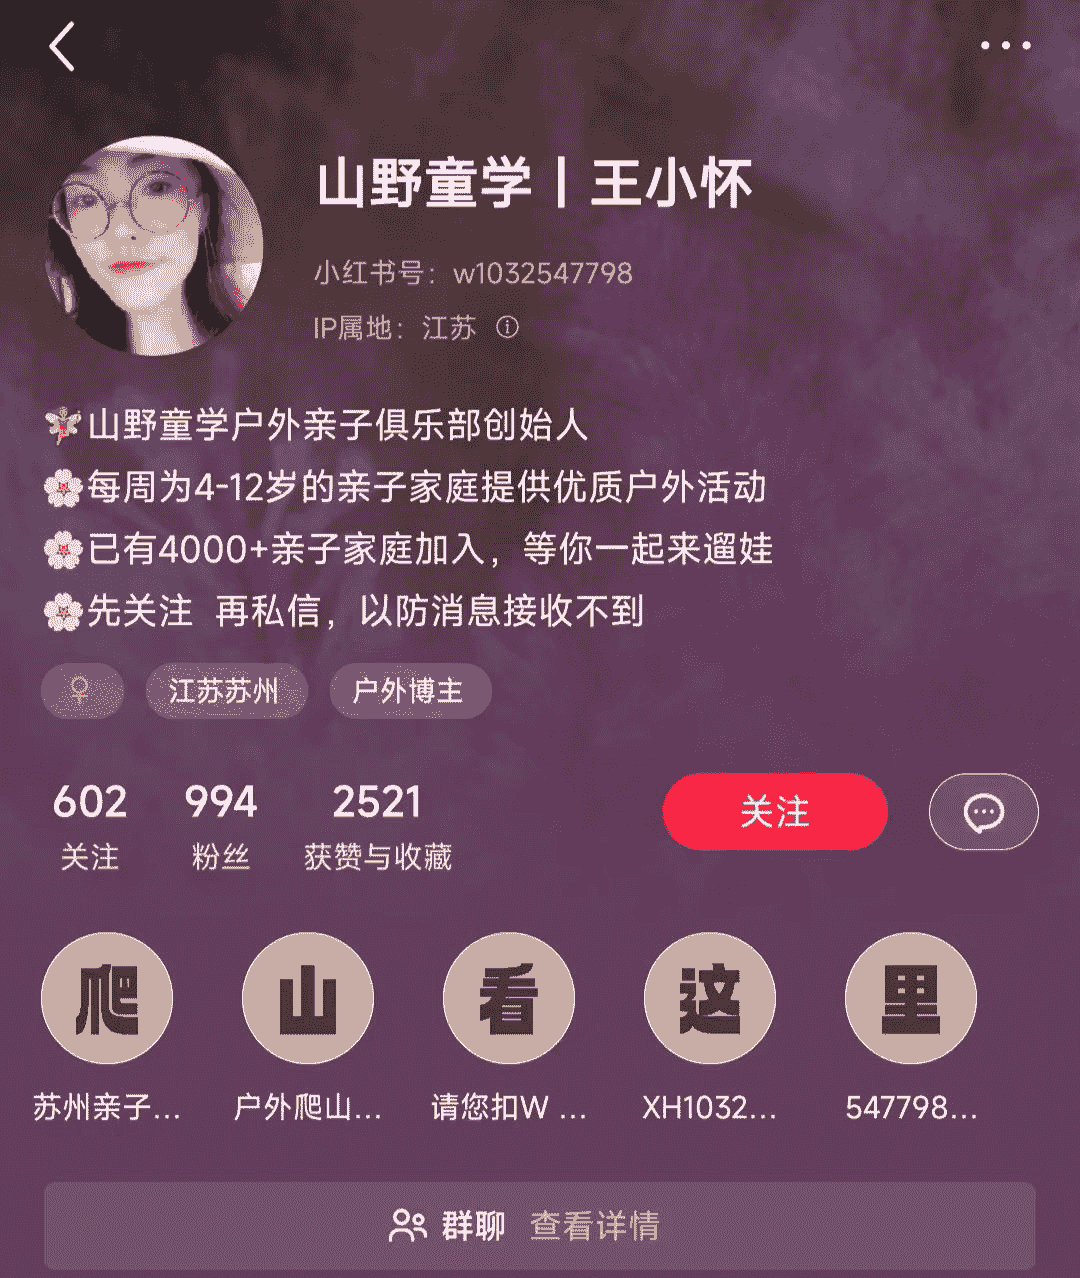 山野童学丨王小怀
小红书号：w1032547798
IP属地：江苏
山野童学户外亲子俱乐部创始人
每周为4-12岁的亲子家庭提供优质户外活动
已有4000+亲子家庭加入，等你一起来遛娃
先关注 再私信，以防消息接收不到
江苏苏州 户外博主
602 994 2521
关注 粉丝 获赞与收藏
关注
爬 山 看 这 里
苏州亲子... 户外爬山... 请您扣W ... XH1032... 547798...
群聊 查看详情